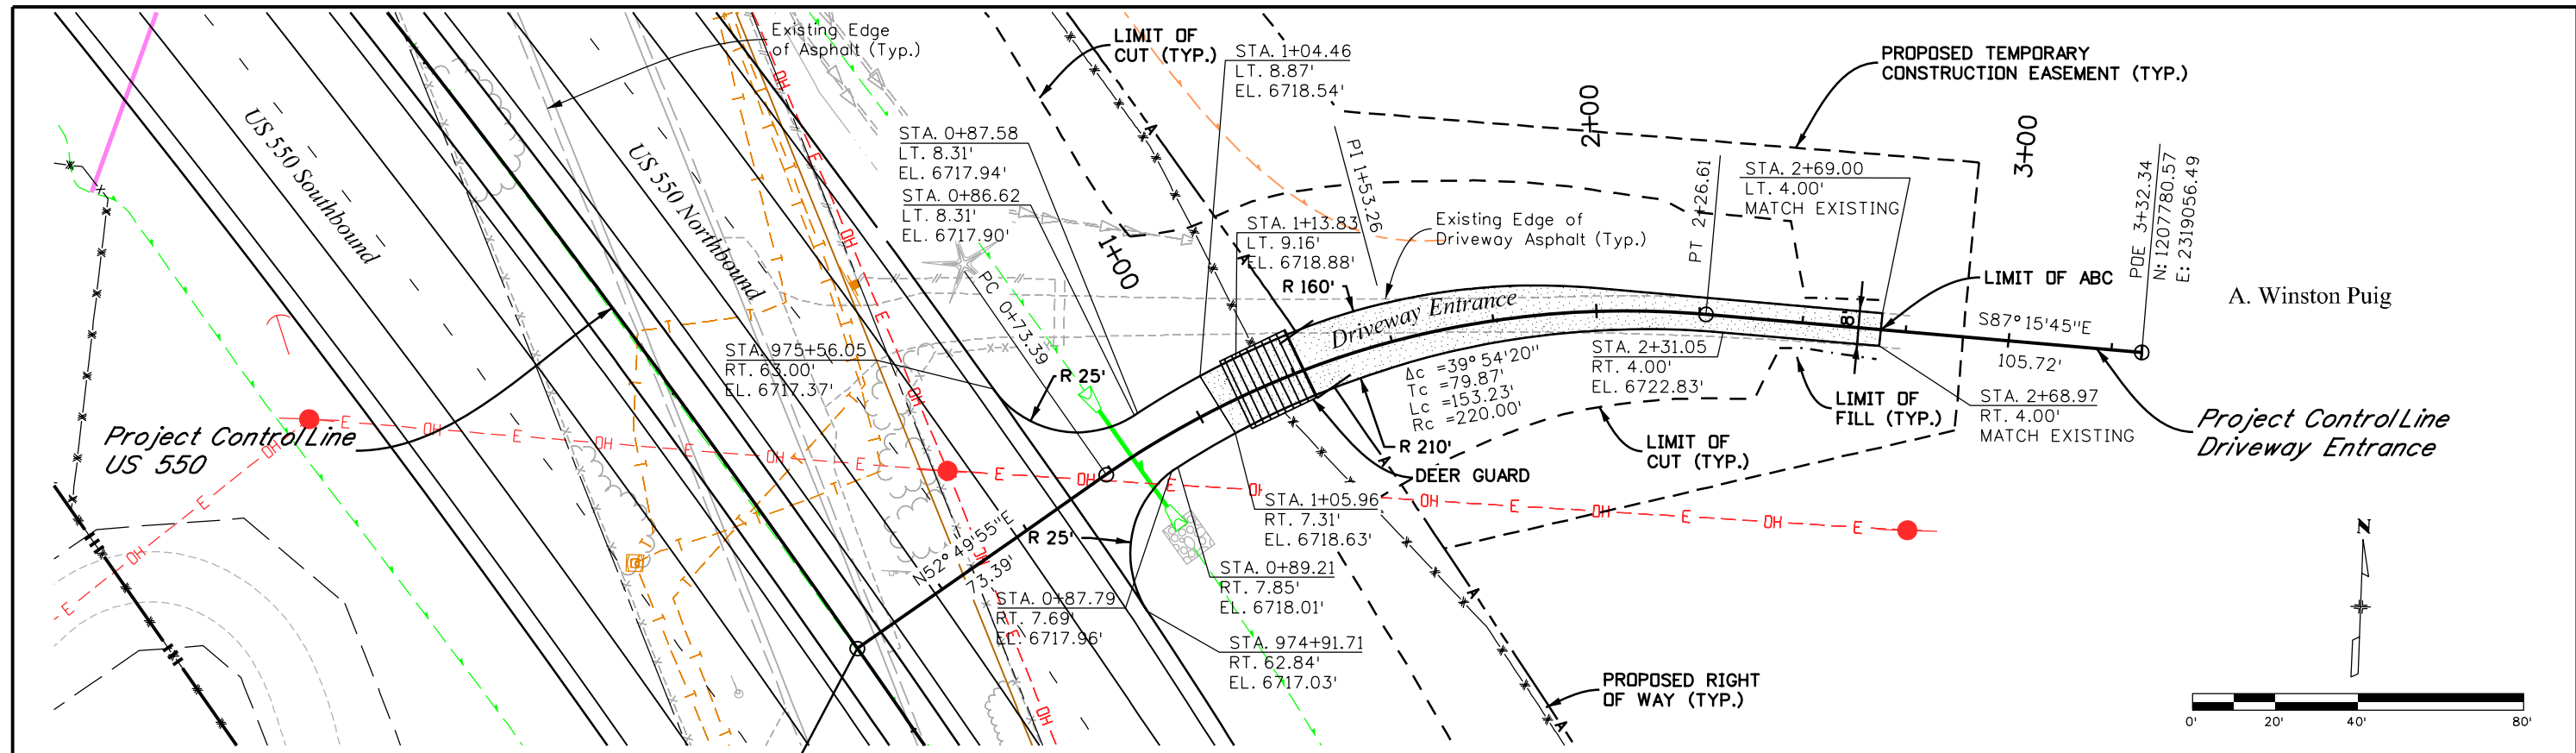 Existing Edge
of Asphalt (Typ.)
LIMIT OF
CUT (TYP.)
STA. 1+04.46
LT. 8.87'
EL. 6718.54'
PROPOSED TEMPORARY
CONSTRUCTION EASEMENT (TYP.)
US 550 Southbound
US 550 Northbound
STA. 0+87.58
LT. 8.31'
EL. 6717.94'
STA. 0+86.62
LT. 8.31'
EL. 6717.90'
1+00
PI 1+53.26
2+00
PT 2+26.61
STA. 2+69.00
LT. 4.00'
MATCH EXISTING
3+00
POE 3+32.34
N: 1207780.57
E: 2319056.49
STA. 1+13.83
LT. 9.16'
EL. 6718.88'
Existing Edge of
Driveway Asphalt (Typ.)
R 160'
Driveway Entrance
LIMIT OF ABC
A. Winston Puig
8'
S87° 15'45"E
105.72'
PC 0+73.39
STA. 975+56.05
RT. 63.00'
EL. 6717.37'
R 25'
Δc =39° 54'20"
Tc =79.87'
Lc =153.23'
Rc =220.00'
STA. 2+31.05
RT. 4.00'
EL. 6722.83'
LIMIT OF
FILL (TYP.)
STA. 2+68.97
RT. 4.00'
MATCH EXISTING
Project Control Line
Driveway Entrance
Project Control Line
US 550
R 210'
DEER GUARD
LIMIT OF
CUT (TYP.)
OH E OH E OH E OH E OH E OH E OH E OH E
STA. 1+05.96
RT. 7.31'
EL. 6718.63'
N52° 49'55"E
73.39'
R 25'
STA. 0+89.21
RT. 7.85'
EL. 6718.01'
STA. 0+87.79
RT. 7.69'
EL. 6717.96'
STA. 974+91.71
RT. 62.84'
EL. 6717.03'
PROPOSED RIGHT
OF WAY (TYP.)
N
0' 20' 40' 80'